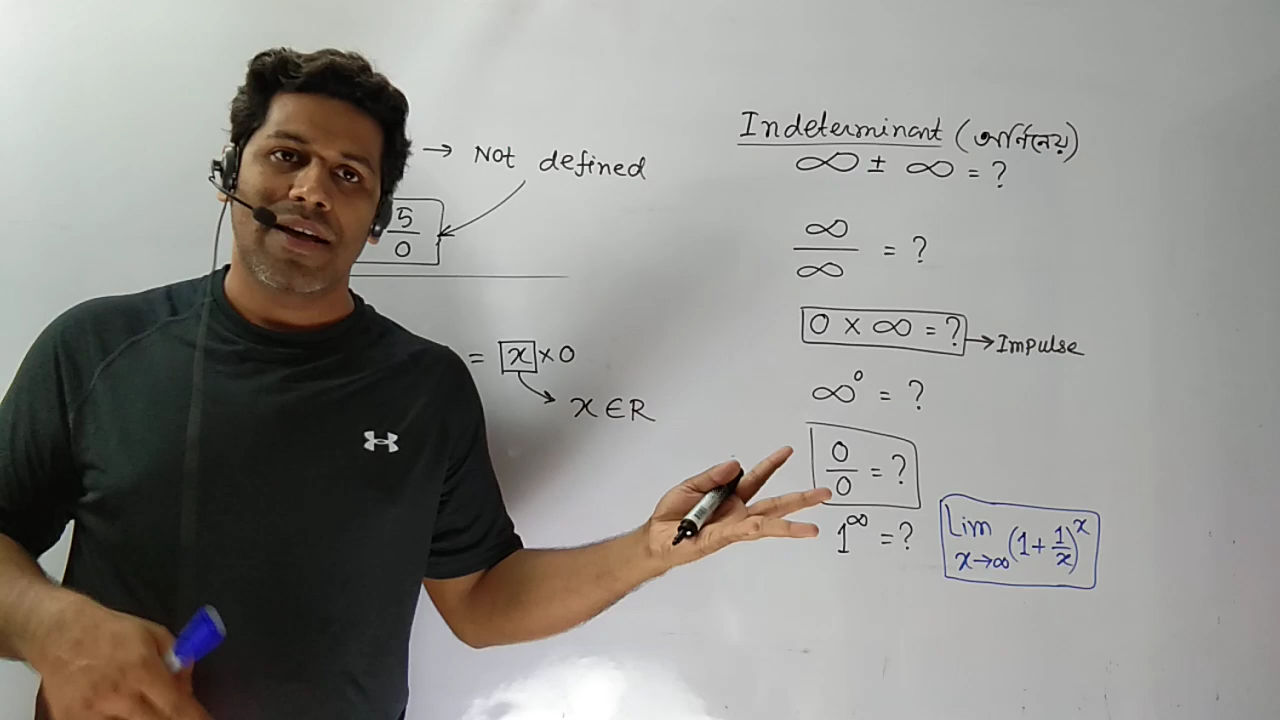 → Not defined
5/0
= x × 0
x ∈ R
Indeterminant (অনির্নেয়)
∞ ± ∞ = ?
∞/∞ = ?
0 × ∞ = ? → Impulse
∞⁰ = ?
0/0 = ?
1^∞ = ?
Lim x→∞ (1 + 1/x)^x